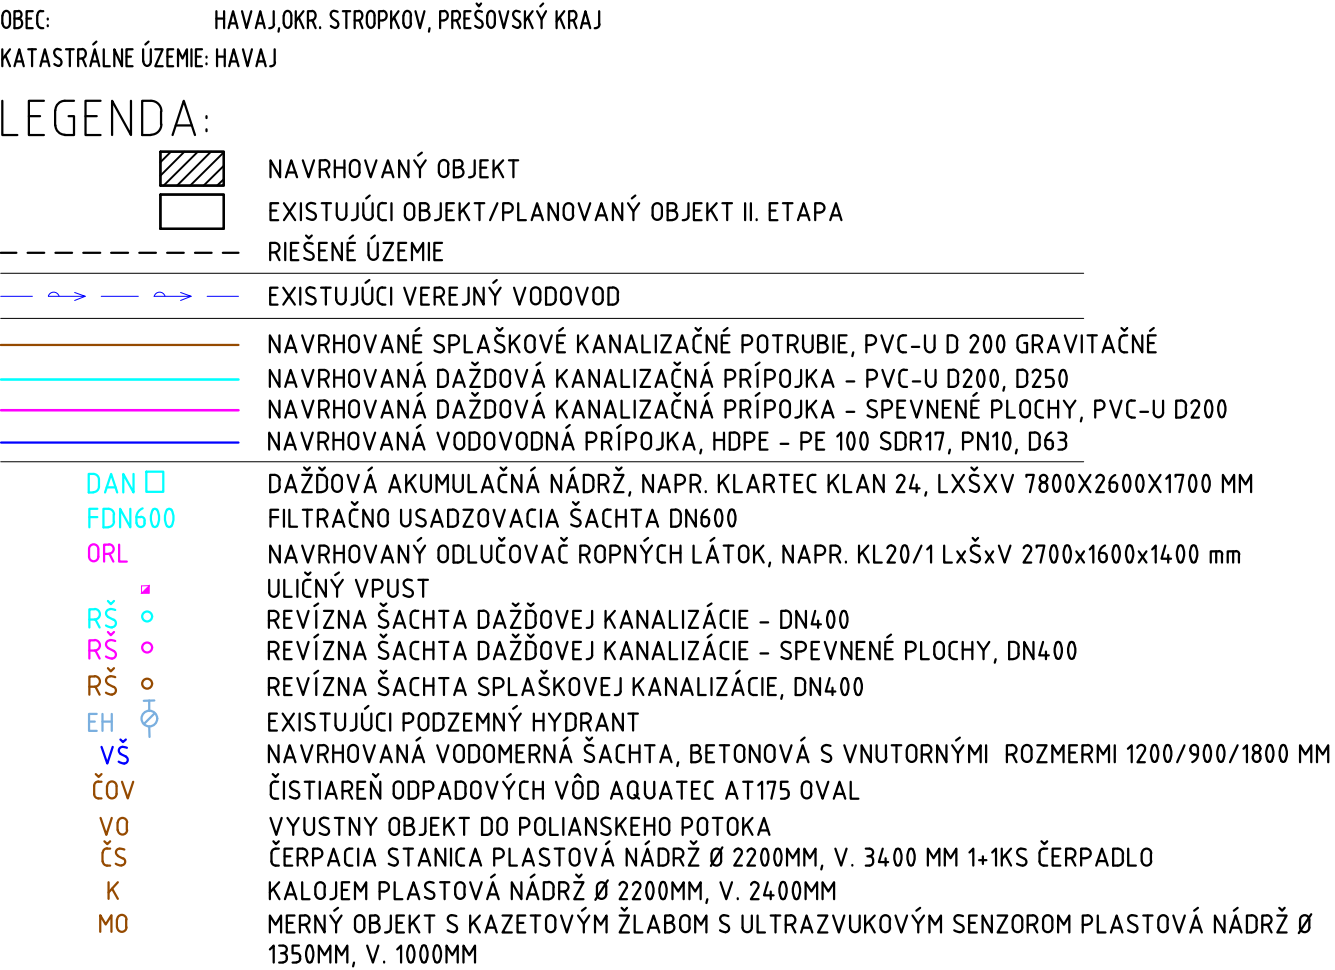 OBEC: HAVAJ,OKR. STROPKOV, PREŠOVSKÝ KRAJ
KATASTRÁLNE ÚZEMIE: HAVAJ
LEGENDA:
NAVRHOVANÝ OBJEKT
EXISTUJÚCI OBJEKT/PLANOVANÝ OBJEKT II. ETAPA
RIEŠENÉ ÚZEMIE
EXISTUJÚCI VEREJNÝ VODOVOD
NAVRHOVANÉ SPLAŠKOVÉ KANALIZAČNÉ POTRUBIE, PVC-U D 200 GRAVITAČNÉ
NAVRHOVANÁ DAŽDOVÁ KANALIZAČNÁ PRÍPOJKA - PVC-U D200, D250
NAVRHOVANÁ DAŽDOVÁ KANALIZAČNÁ PRÍPOJKA - SPEVNENÉ PLOCHY, PVC-U D200
NAVRHOVANÁ VODOVODNÁ PRÍPOJKA, HDPE - PE 100 SDR17, PN10, D63
DAN DAŽĎOVÁ AKUMULAČNÁ NÁDRŽ, NAPR. KLARTEC KLAN 24, LXŠXV 7800X2600X1700 MM
FDN600 FILTRAČNO USADZOVACIA ŠACHTA DN600
ORL NAVRHOVANÝ ODLUČOVAČ ROPNÝCH LÁTOK, NAPR. KL20/1 LxŠxV 2700x1600x1400 mm
ULIČNÝ VPUST
RŠ REVÍZNA ŠACHTA DAŽĎOVEJ KANALIZÁCIE - DN400
RŠ REVÍZNA ŠACHTA DAŽĎOVEJ KANALIZÁCIE - SPEVNENÉ PLOCHY, DN400
RŠ REVÍZNA ŠACHTA SPLAŠKOVEJ KANALIZÁCIE, DN400
EH EXISTUJÚCI PODZEMNÝ HYDRANT
VŠ NAVRHOVANÁ VODOMERNÁ ŠACHTA, BETONOVÁ S VNUTORNÝMI ROZMERMI 1200/900/1800 MM
ČOV ČISTIAREŇ ODPADOVÝCH VÔD AQUATEC AT175 OVAL
VO VYUSTNY OBJEKT DO POLIANSKEHO POTOKA
ČS ČERPACIA STANICA PLASTOVÁ NÁDRŽ Ø 2200MM, V. 3400 MM 1+1KS ČERPADLO
K KALOJEM PLASTOVÁ NÁDRŽ Ø 2200MM, V. 2400MM
MO MERNÝ OBJEKT S KAZETOVÝM ŽLABOM S ULTRAZVUKOVÝM SENZOROM PLASTOVÁ NÁDRŽ Ø
1350MM, V. 1000MM